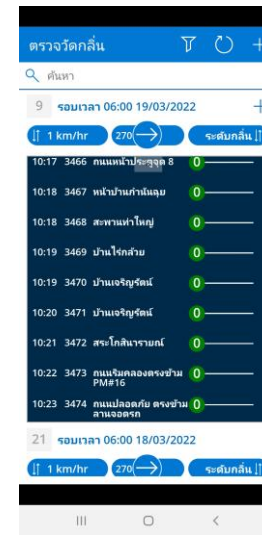 ตรวจวัดกลิ่น
ค้นหา
9 รอบเวลา 06:00 19/03/2022
1 km/hr 270 ระดับกลิ่น
10:17 3466 ถนนหน้าประตูจุด 8 0
10:18 3467 หน้าบ้านกำนันฉุย 0
10:18 3468 สะพานท่าใหญ่ 0
10:19 3469 บ้านไร่กล้วย 0
10:19 3470 บ้านเจริญรัตน์ 0
10:20 3471 บ้านเจริญรัตน์ 0
10:21 3472 สระโกสินารายณ์ 0
10:22 3473 ถนนริมคลองตรงข้าม 0
PM#16
10:23 3474 ถนนปลอดภัย ตรงข้าม 0
ลานจอดรถ
21 รอบเวลา 06:00 18/03/2022
1 km/hr 270 ระดับกลิ่น